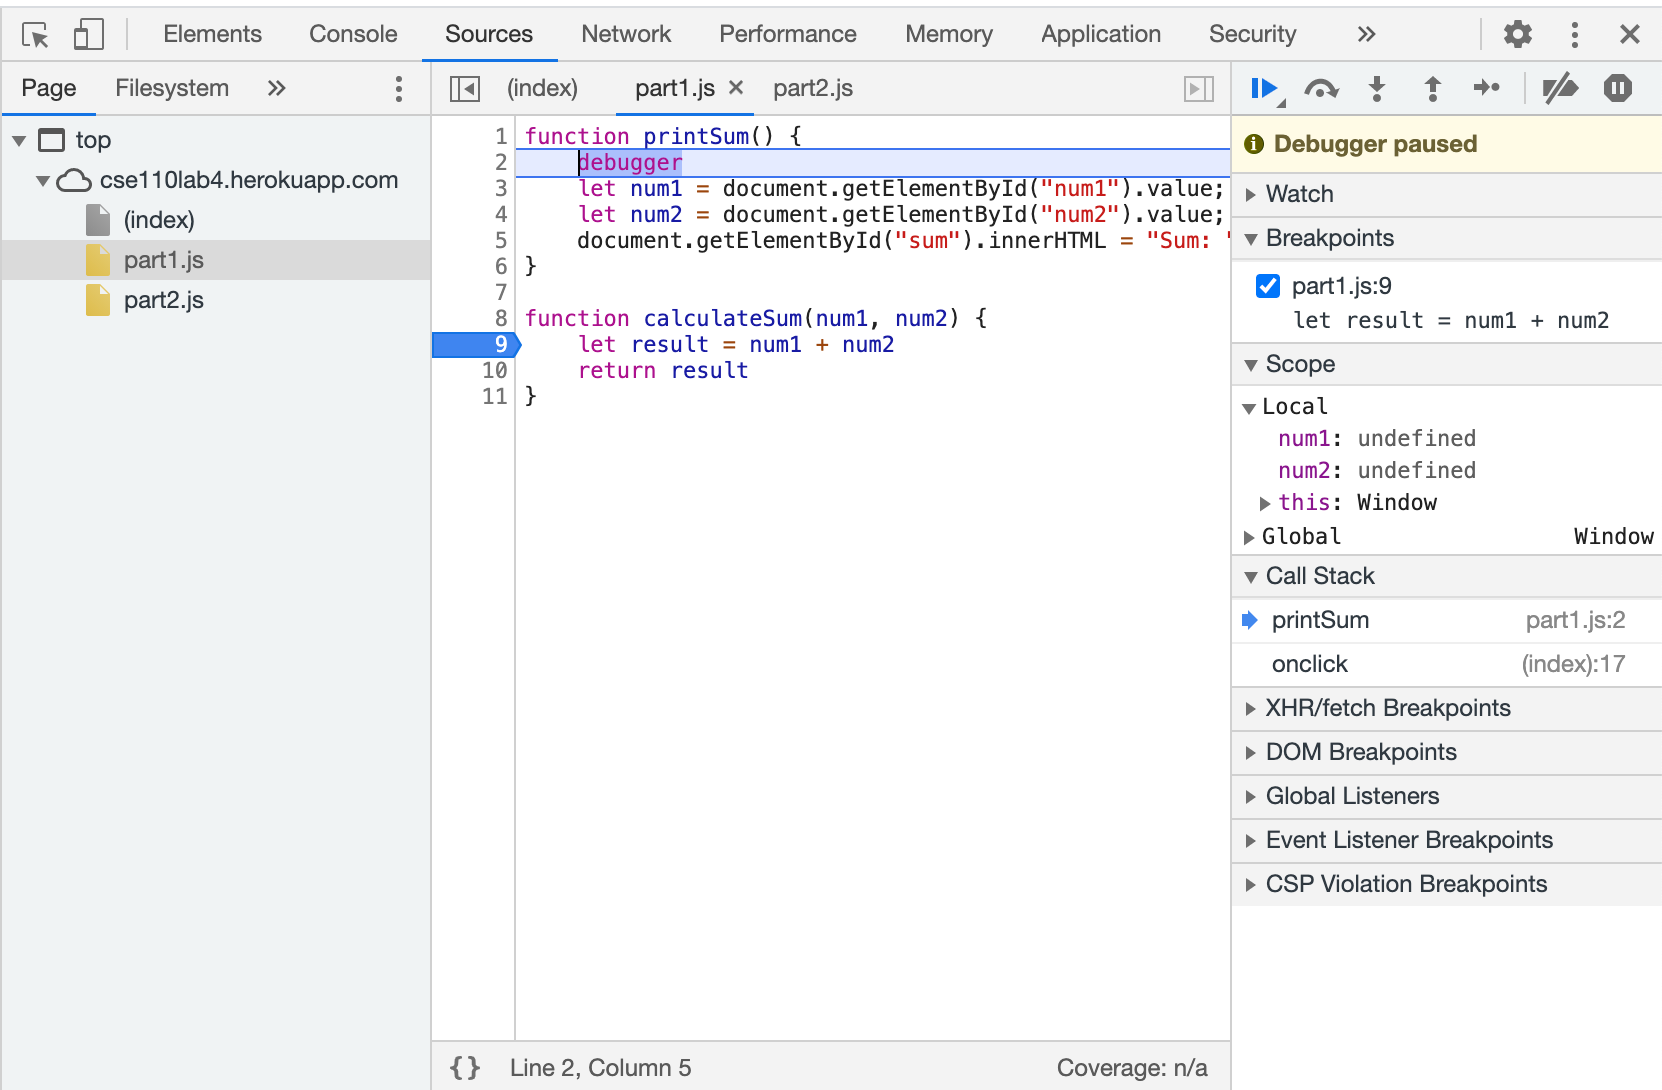 Elements Console Sources Network Performance Memory Application Security
Page Filesystem
(index) part1.js part2.js
top
cse110lab4.herokuapp.com
(index)
part1.js
part2.js
1 function printSum() {
2 debugger
3 let num1 = document.getElementById("num1").value;
4 let num2 = document.getElementById("num2").value;
5 document.getElementById("sum").innerHTML = "Sum: "
6 }
7
8 function calculateSum(num1, num2) {
9 let result = num1 + num2
10 return result
11 }
{} Line 2, Column 5 Coverage: n/a
Debugger paused
Watch
Breakpoints
part1.js:9
let result = num1 + num2
Scope
Local
num1: undefined
num2: undefined
this: Window
Global Window
Call Stack
printSum part1.js:2
onclick (index):17
XHR/fetch Breakpoints
DOM Breakpoints
Global Listeners
Event Listener Breakpoints
CSP Violation Breakpoints